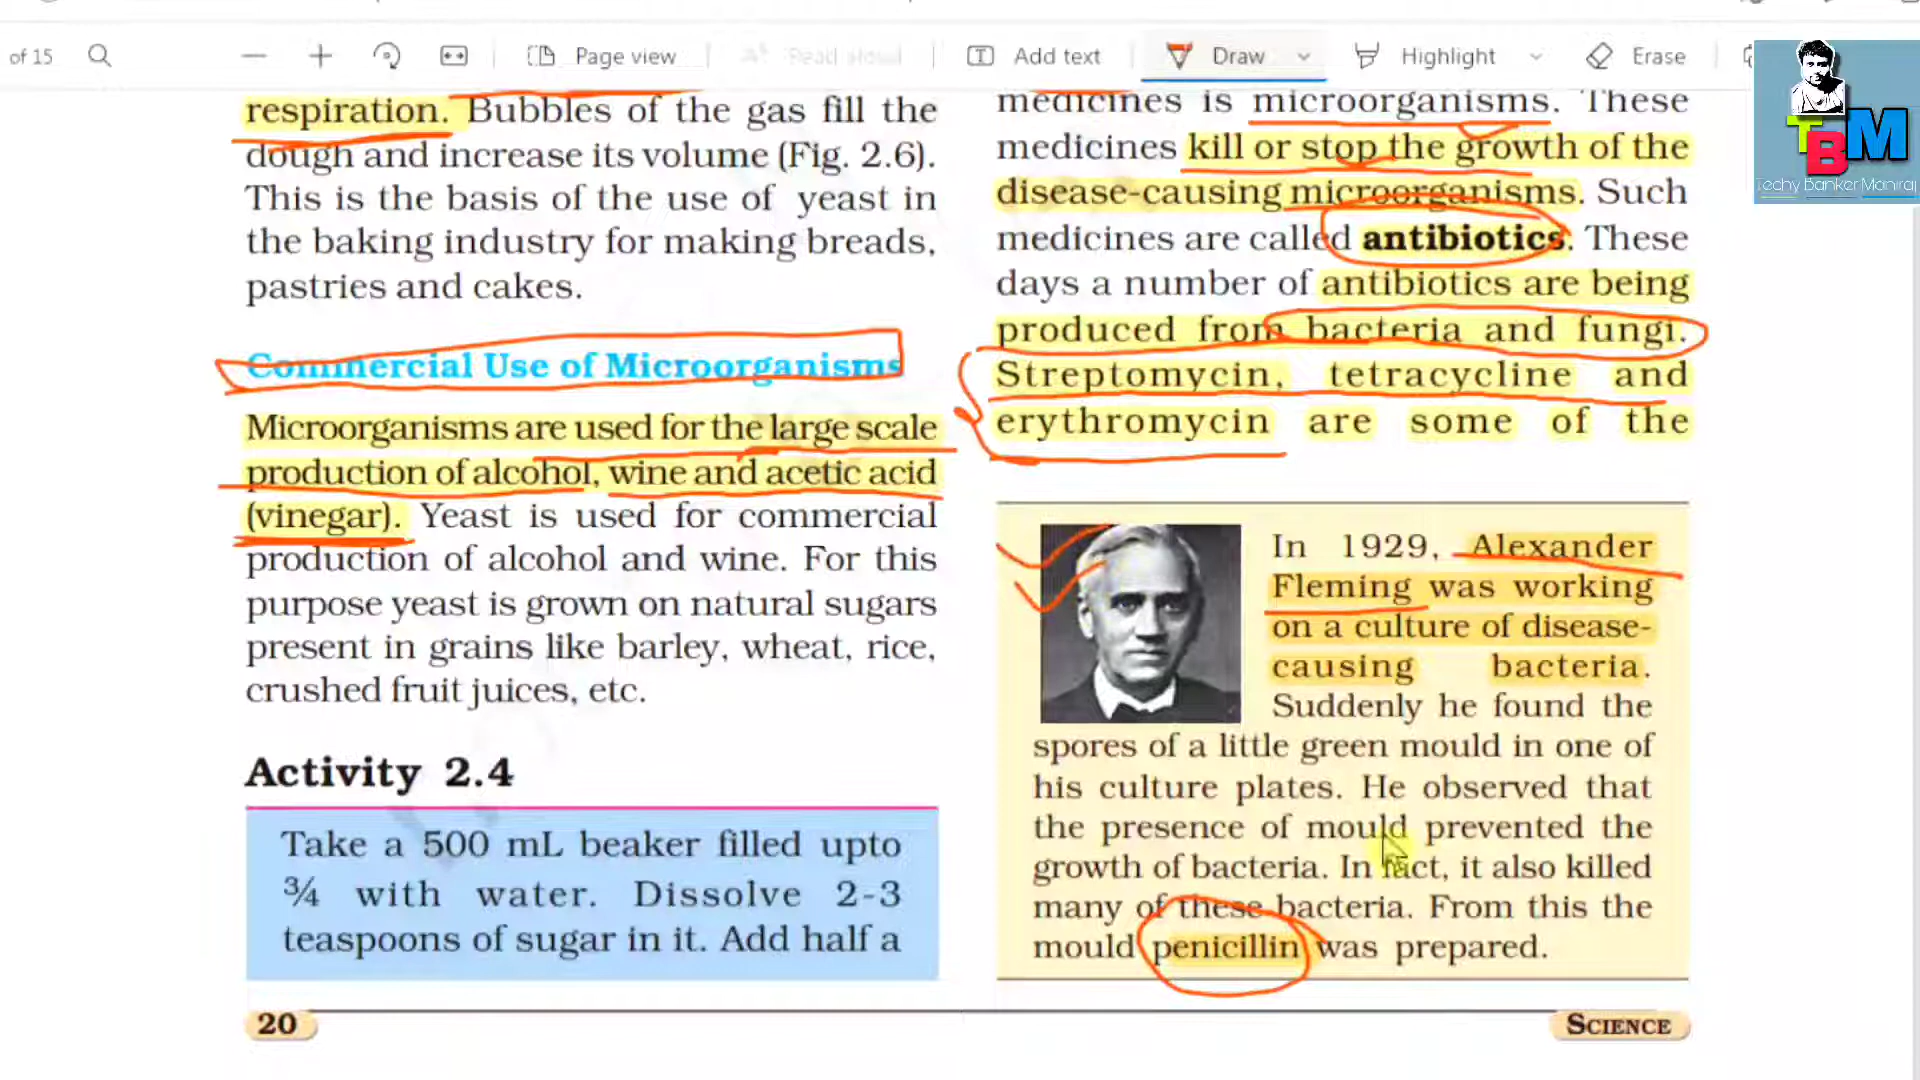 of 15
Page view
Read aloud
Add text
Draw
Highlight
Erase
TBM
Techy Banker Maniraj
respiration. Bubbles of the gas fill the
dough and increase its volume (Fig. 2.6).
This is the basis of the use of yeast in
the baking industry for making breads,
pastries and cakes.
Commercial Use of Microorganisms
Microorganisms are used for the large scale
production of alcohol, wine and acetic acid
(vinegar). Yeast is used for commercial
production of alcohol and wine. For this
purpose yeast is grown on natural sugars
present in grains like barley, wheat, rice,
crushed fruit juices, etc.
Activity 2.4
Take a 500 mL beaker filled upto
¾ with water. Dissolve 2-3
teaspoons of sugar in it. Add half a
medicines is microorganisms. These
medicines kill or stop the growth of the
disease-causing microorganisms. Such
medicines are called antibiotics. These
days a number of antibiotics are being
produced from bacteria and fungi.
Streptomycin, tetracycline and
erythromycin are some of the
In 1929, Alexander
Fleming was working
on a culture of disease-
causing bacteria.
Suddenly he found the
spores of a little green mould in one of
his culture plates. He observed that
the presence of mould prevented the
growth of bacteria. In fact, it also killed
many of these bacteria. From this the
mould penicillin was prepared.
20
SCIENCE